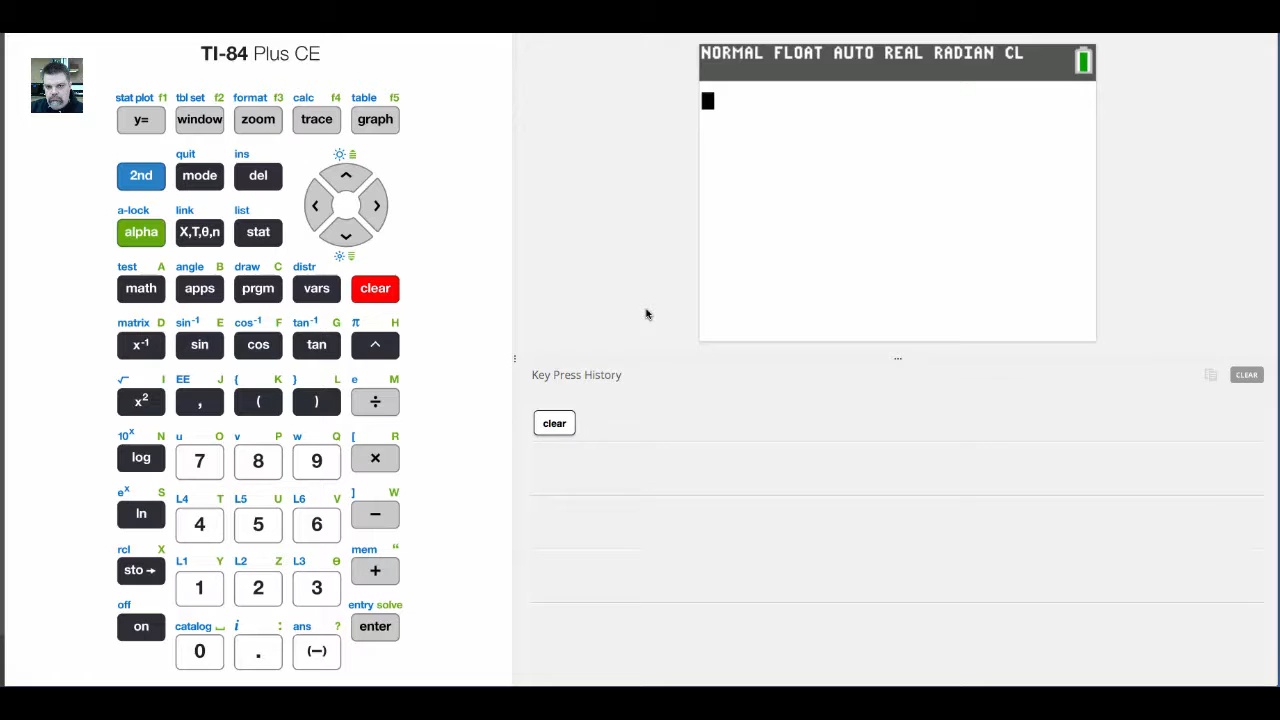 TI-84 Plus CE
NORMAL FLOAT AUTO REAL RADIAN CL
stat plot f1 tbl set f2 format f3 calc f4 table f5
y= window zoom trace graph
quit ins
2nd mode del
a-lock link list
alpha X,T,θ,n stat
test A angle B draw C distr
math apps prgm vars clear
matrix D sin⁻¹ E cos⁻¹ F tan⁻¹ G π H
x⁻¹ sin cos tan ^
√ I EE J { K } L e M
x² , ( ) ÷
10ˣ N u O v P w Q [ R
log 7 8 9 ×
eˣ S L4 T L5 U L6 V ] W
ln 4 5 6 −
rcl X L1 Y L2 Z L3 θ mem “
sto→ 1 2 3 +
off catalog ⎵ i : ans ? entry solve
on 0 . (−) enter
Key Press History
CLEAR
clear